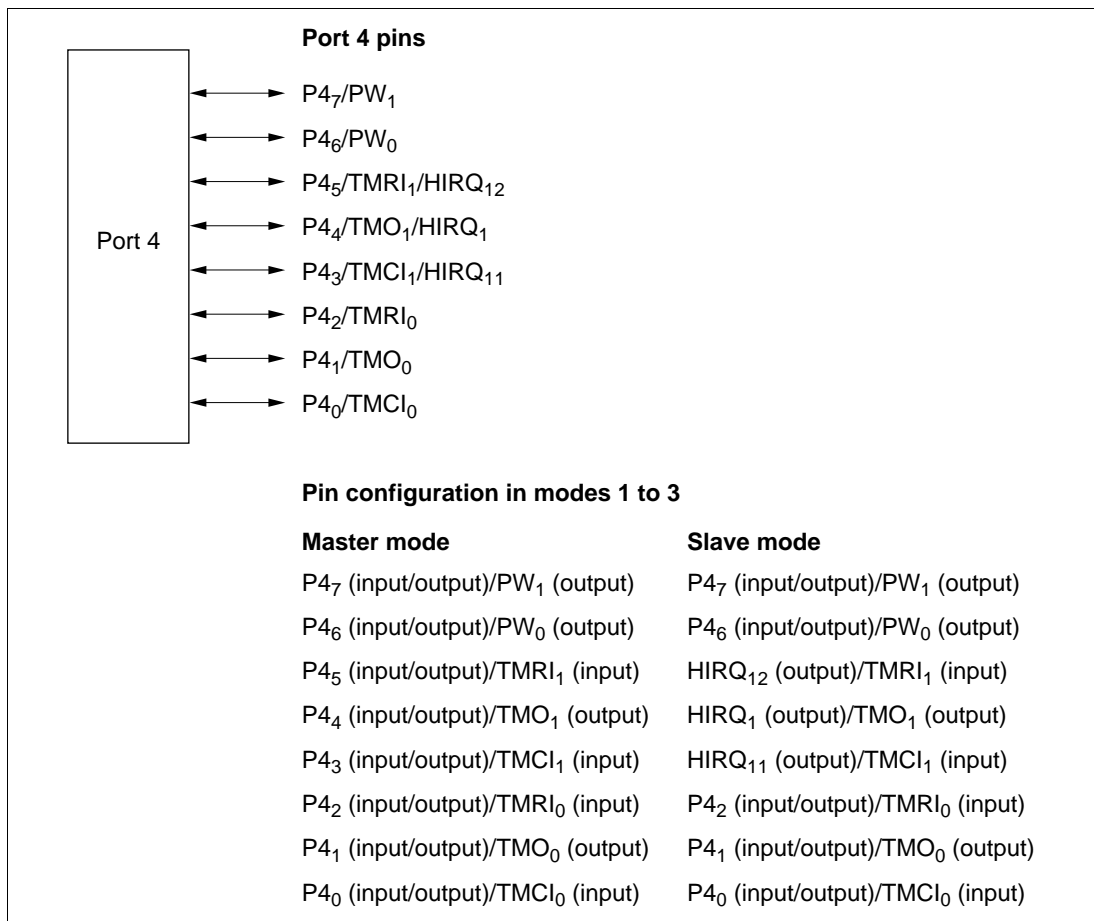 Port 4 pins
P4₇/PW₁
P4₆/PW₀
P4₅/TMRI₁/HIRQ₁₂
Port 4
P4₄/TMO₁/HIRQ₁
P4₃/TMCI₁/HIRQ₁₁
P4₂/TMRI₀
P4₁/TMO₀
P4₀/TMCI₀
Pin configuration in modes 1 to 3
Master mode Slave mode
P4₇ (input/output)/PW₁ (output) P4₇ (input/output)/PW₁ (output)
P4₆ (input/output)/PW₀ (output) P4₆ (input/output)/PW₀ (output)
P4₅ (input/output)/TMRI₁ (input) HIRQ₁₂ (output)/TMRI₁ (input)
P4₄ (input/output)/TMO₁ (output) HIRQ₁ (output)/TMO₁ (output)
P4₃ (input/output)/TMCI₁ (input) HIRQ₁₁ (output)/TMCI₁ (input)
P4₂ (input/output)/TMRI₀ (input) P4₂ (input/output)/TMRI₀ (input)
P4₁ (input/output)/TMO₀ (output) P4₁ (input/output)/TMO₀ (output)
P4₀ (input/output)/TMCI₀ (input) P4₀ (input/output)/TMCI₀ (input)